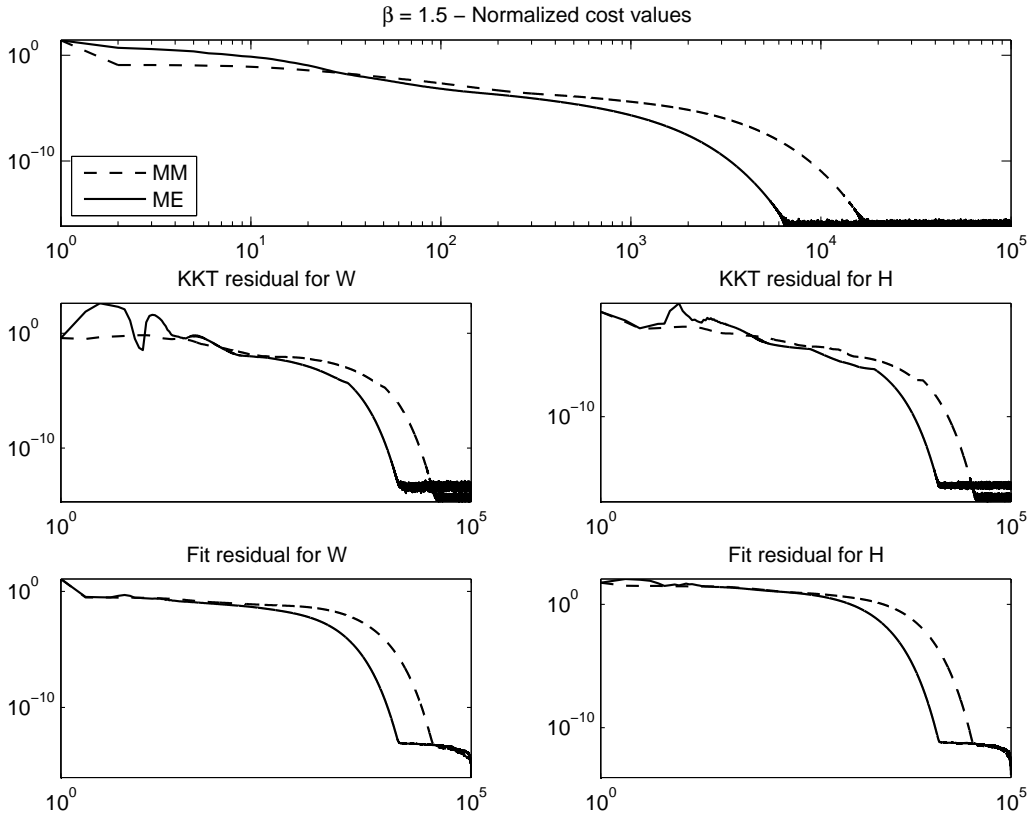 β = 1.5 – Normalized cost values
10^0
10^-10
MM
ME
10^0 10^1 10^2 10^3 10^4 10^5
KKT residual for W
10^0
10^-10
10^0 10^5
KKT residual for H
10^-10
10^0 10^5
Fit residual for W
10^0
10^-10
10^0 10^5
Fit residual for H
10^0
10^-10
10^0 10^5